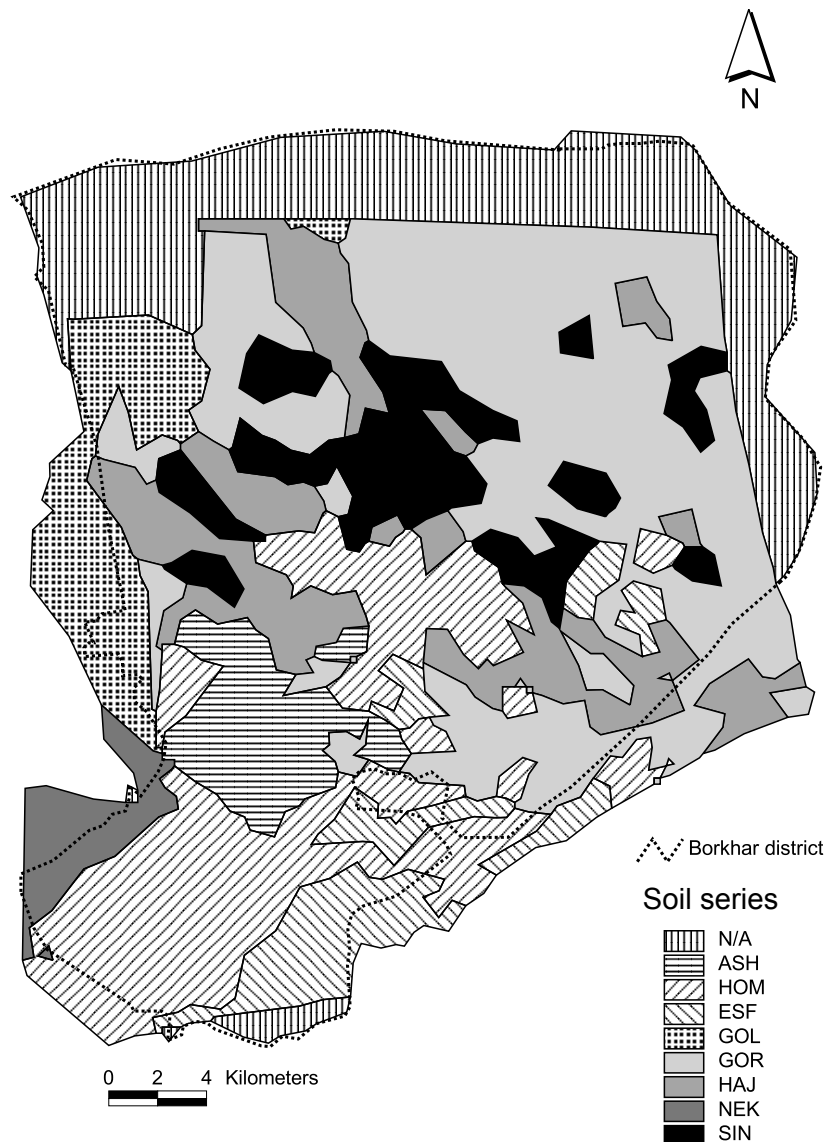 N
Borkhar district
Soil series
N/A
ASH
HOM
ESF
GOL
GOR
HAJ
NEK
SIN
0 2 4 Kilometers